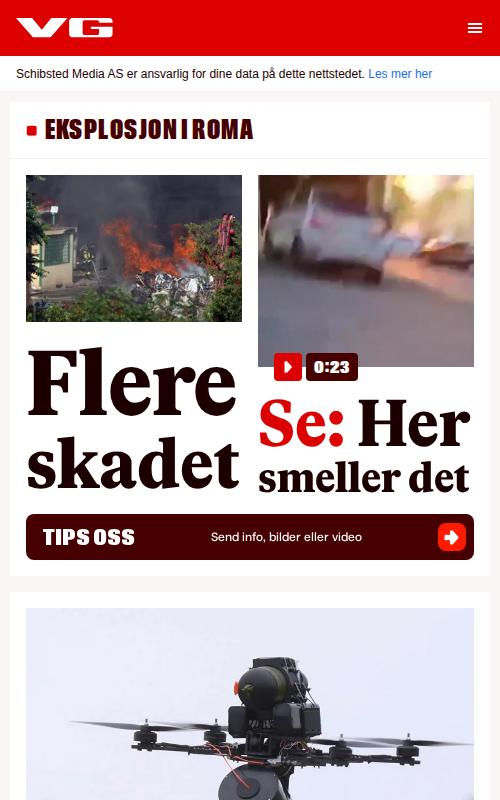 VG
Schibsted Media AS er ansvarlig for dine data på dette nettstedet. Les mer her
EKSPLOSJON I ROMA
Flere
skadet
0:23
Se: Her
smeller det
TIPS OSS
Send info, bilder eller video